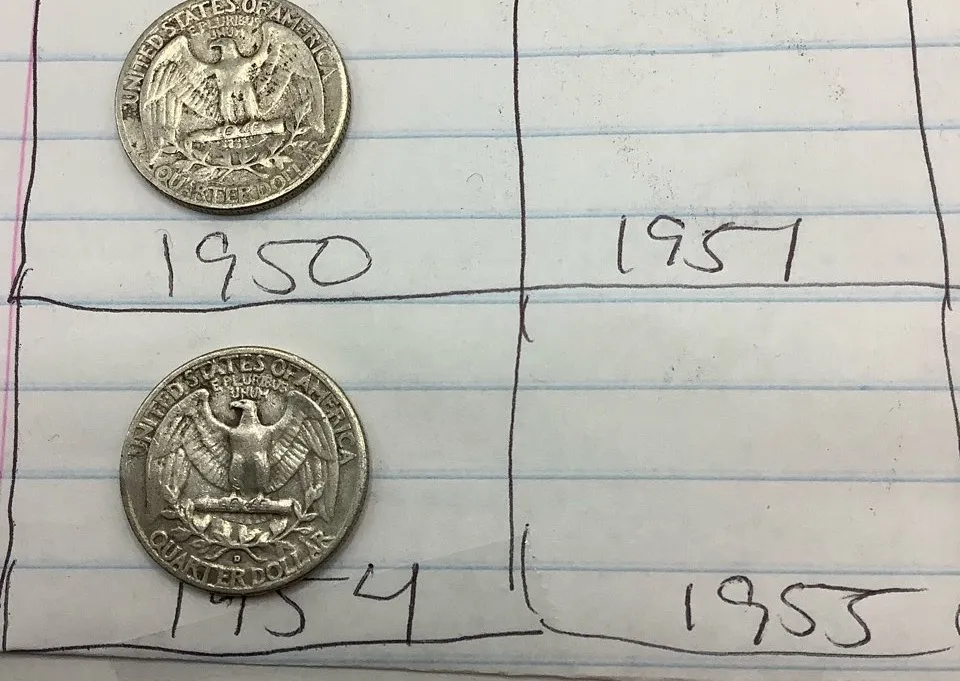 UNITED STATES OF AMERICA
E PLURIBUS
UNUM
QUARTER DOLLAR
1950
1951
UNITED STATES OF AMERICA
E PLURIBUS
UNUM
D
QUARTER DOLLAR
1954
1955